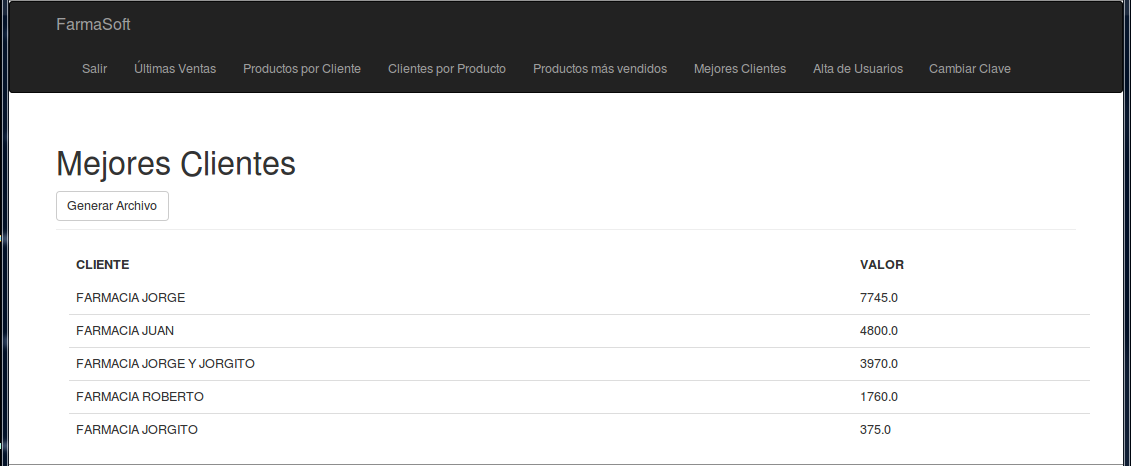 FarmaSoft
Salir Últimas Ventas Productos por Cliente Clientes por Producto Productos más vendidos Mejores Clientes Alta de Usuarios Cambiar Clave
Mejores Clientes
Generar Archivo
CLIENTE VALOR
FARMACIA JORGE 7745.0
FARMACIA JUAN 4800.0
FARMACIA JORGE Y JORGITO 3970.0
FARMACIA ROBERTO 1760.0
FARMACIA JORGITO 375.0